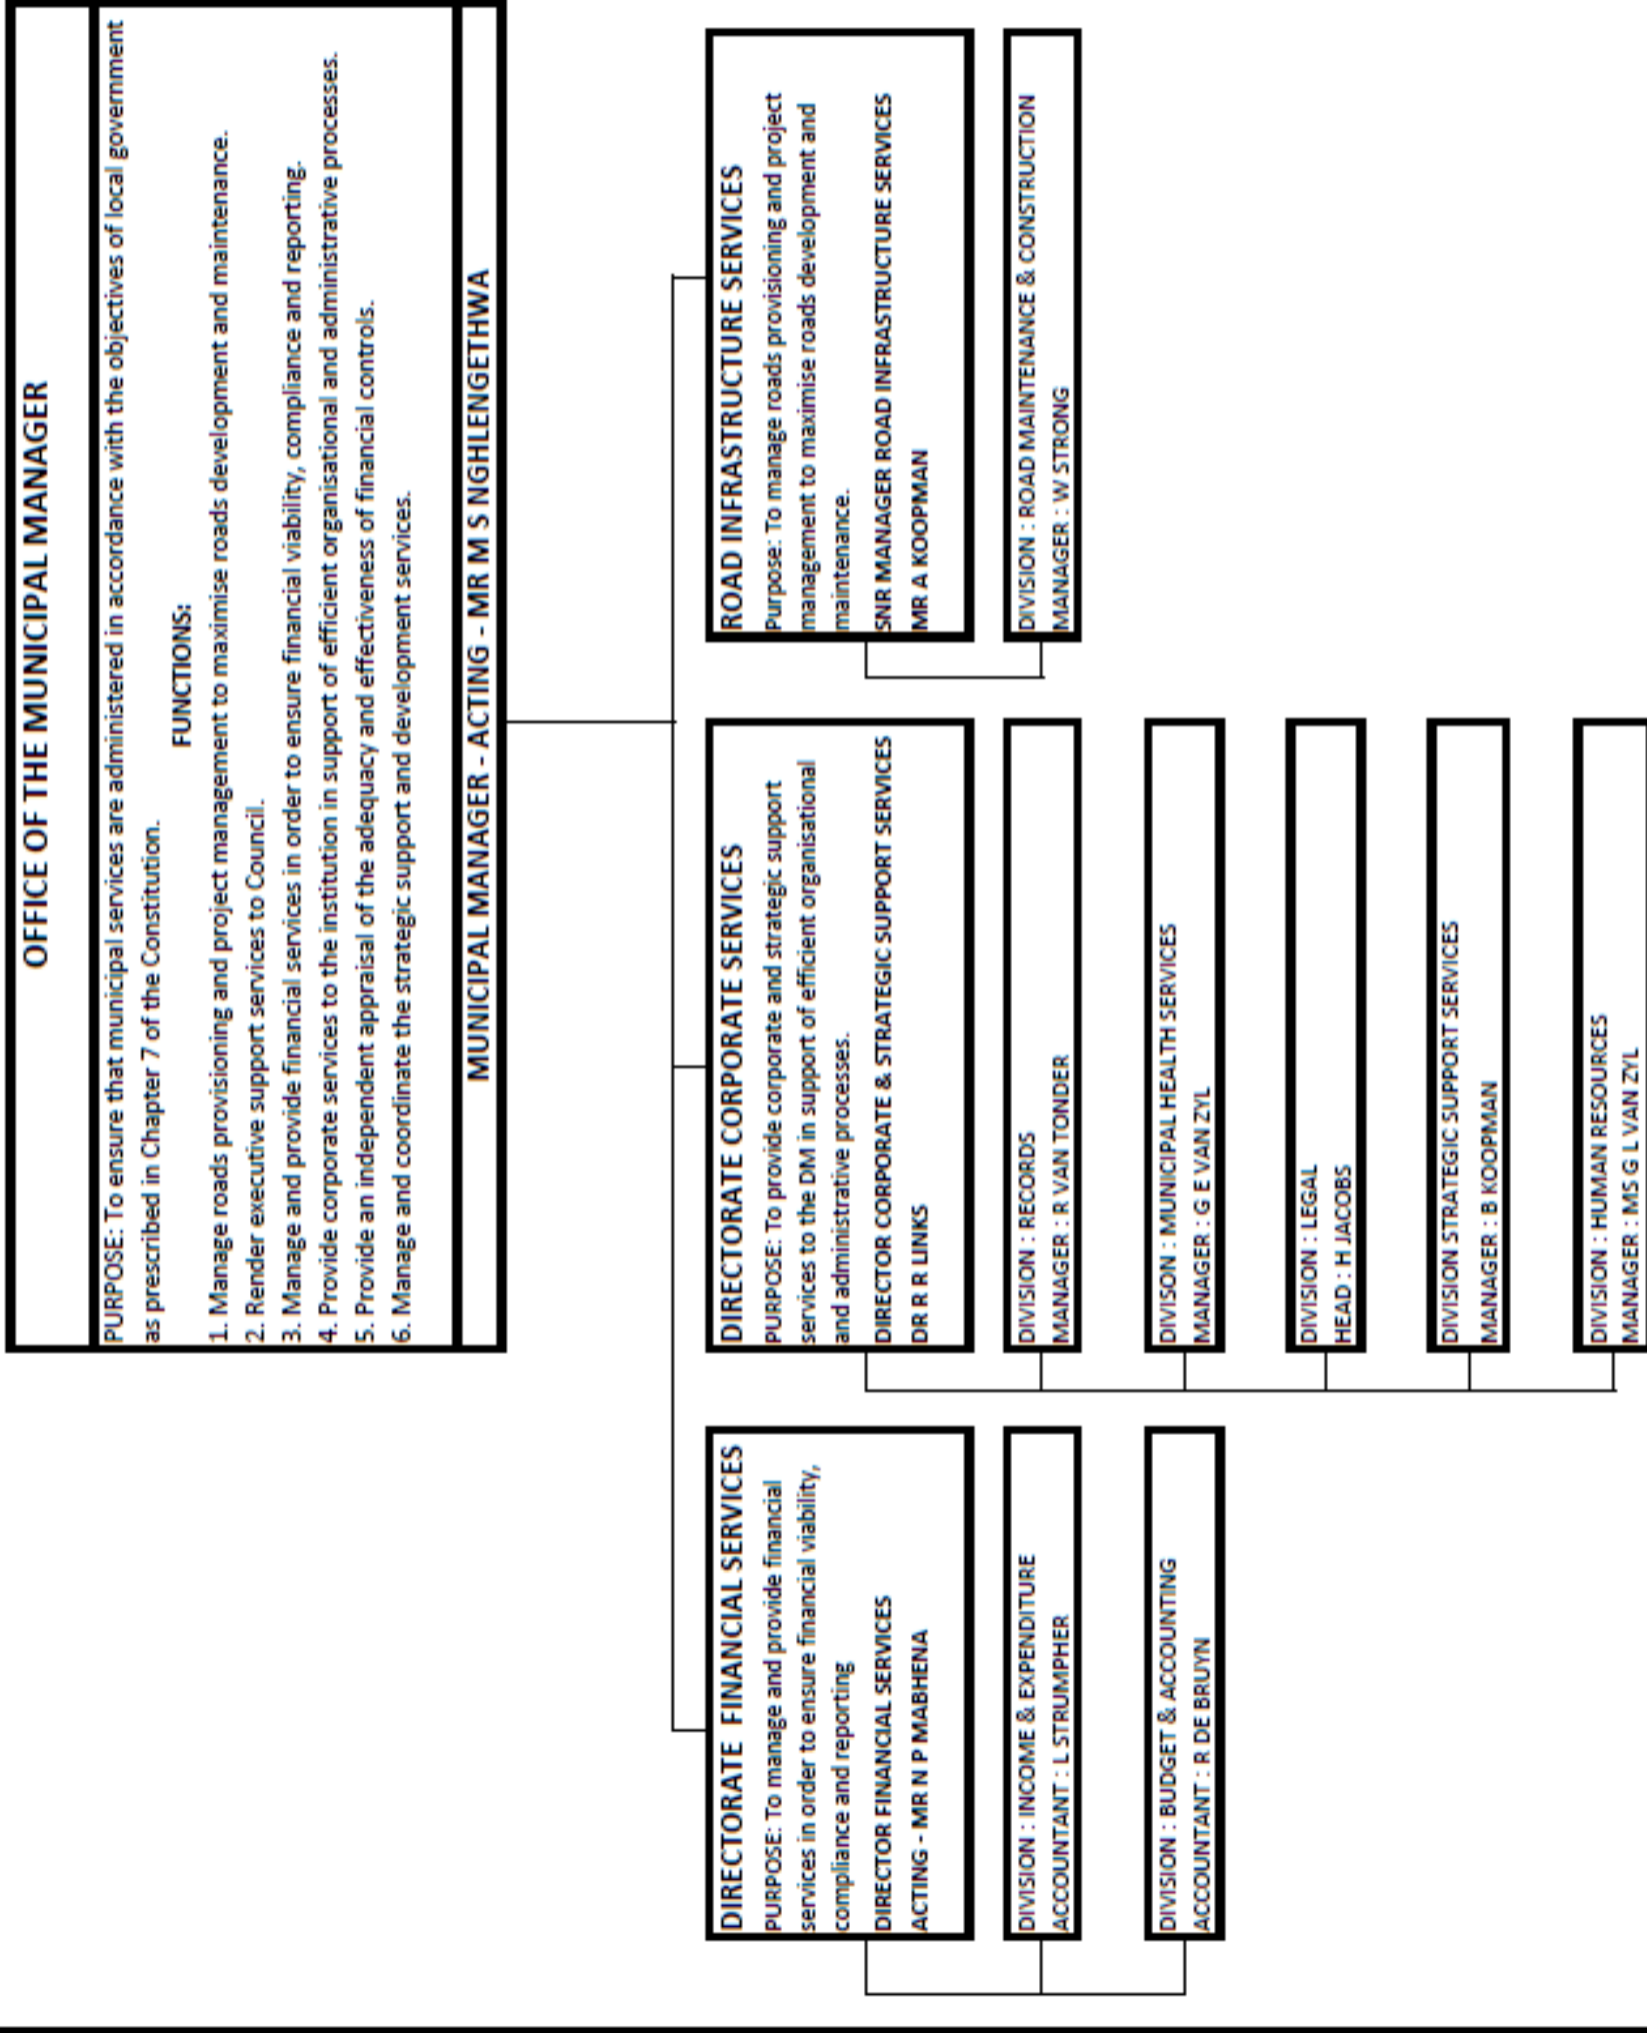 OFFICE OF THE MUNICIPAL MANAGER
PURPOSE: To ensure that municipal services are administered in accordance with the objectives of local government
as prescribed in Chapter 7 of the Constitution.
FUNCTIONS:
1. Manage roads provisioning and project management to maximise roads development and maintenance.
2. Render executive support services to Council.
3. Manage and provide financial services in order to ensure financial viability, compliance and reporting.
4. Provide corporate services to the institution in support of efficient organisational and administrative processes.
5. Provide an independent appraisal of the adequacy and effectiveness of financial controls.
6. Manage and coordinate the strategic support and development services.
MUNICIPAL MANAGER - ACTING - MR M S NGHLENGETHWA
DIRECTORATE FINANCIAL SERVICES
PURPOSE: To manage and provide financial
services in order to ensure financial viability,
compliance and reporting
DIRECTOR FINANCIAL SERVICES
ACTING - MR N P MABHENA
DIVISION : INCOME & EXPENDITURE
ACCOUNTANT : L STRUMPHER
DIVISION : BUDGET & ACCOUNTING
ACCOUNTANT : R DE BRUYN
DIRECTORATE CORPORATE SERVICES
PURPOSE: To provide corporate and strategic support
services to the DM in support of efficient organisational
and administrative processes.
DIRECTOR CORPORATE & STRATEGIC SUPPORT SERVICES
DR R R LINKS
DIVISION : RECORDS
MANAGER : R VAN TONDER
DIVISON : MUNICIPAL HEALTH SERVICES
MANAGER : G E VAN ZYL
DIVISION : LEGAL
HEAD : H JACOBS
DIVISION STRATEGIC SUPPORT SERVICES
MANAGER : B KOOPMAN
DIVISION : HUMAN RESOURCES
MANAGER : MS G L VAN ZYL
ROAD INFRASTRUCTURE SERVICES
Purpose: To manage roads provisioning and project
management to maximise roads development and
maintenance.
SNR MANAGER ROAD INFRASTRUCTURE SERVICES
MR A KOOPMAN
DIVISION : ROAD MAINTENANCE & CONSTRUCTION
MANAGER : W STRONG